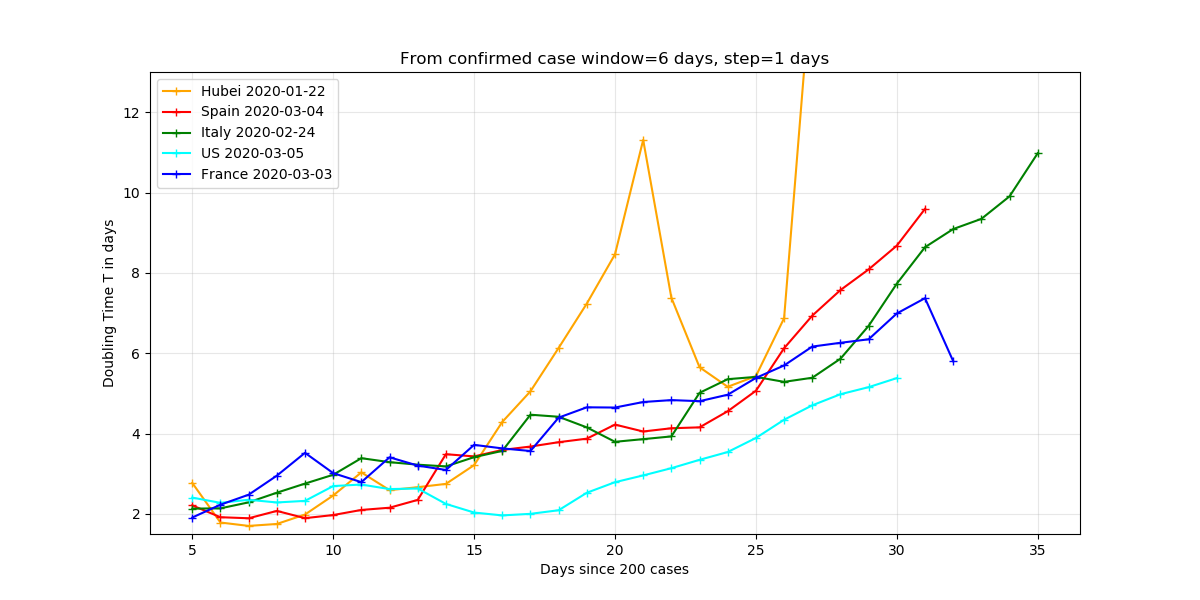 From confirmed case window=6 days, step=1 days
Hubei 2020-01-22
Spain 2020-03-04
Italy 2020-02-24
US 2020-03-05
France 2020-03-03
Doubling Time T in days
12
10
8
6
4
2
5 10 15 20 25 30 35
Days since 200 cases